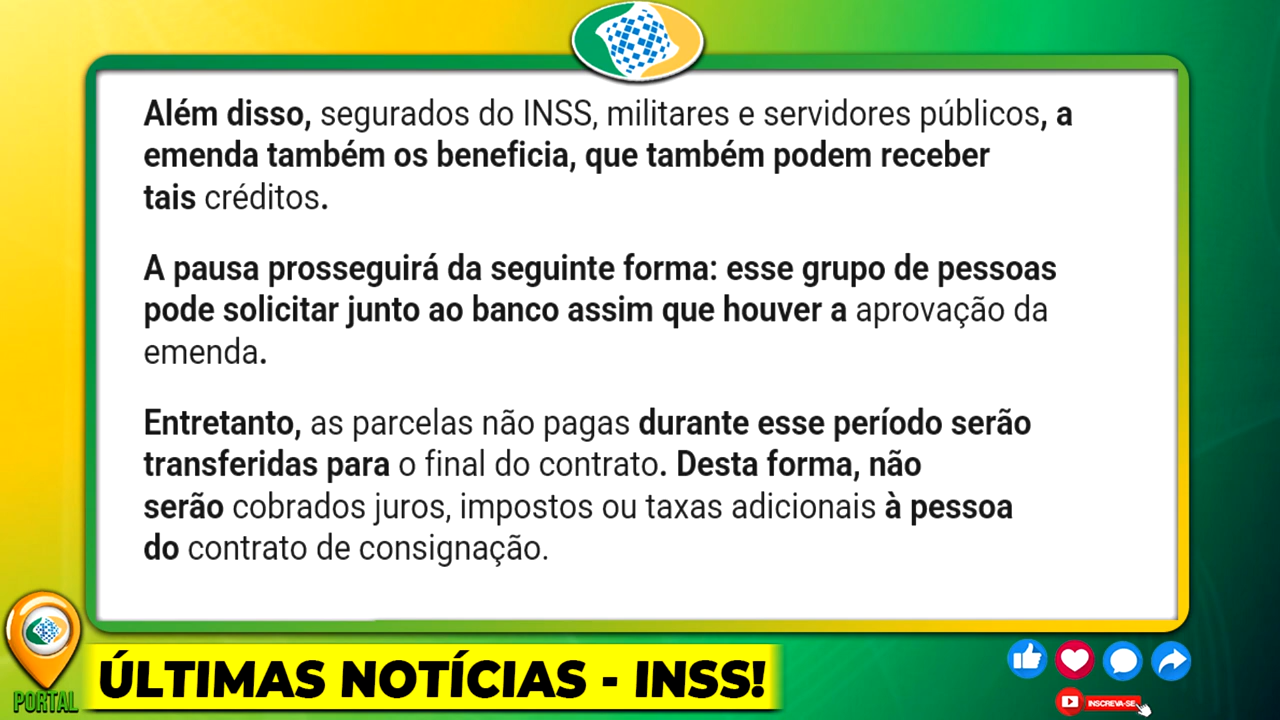 Além disso, segurados do INSS, militares e servidores públicos, a
emenda também os beneficia, que também podem receber
tais créditos.
A pausa prosseguirá da seguinte forma: esse grupo de pessoas
pode solicitar junto ao banco assim que houver a aprovação da
emenda.
Entretanto, as parcelas não pagas durante esse período serão
transferidas para o final do contrato. Desta forma, não
serão cobrados juros, impostos ou taxas adicionais à pessoa
do contrato de consignação.
PORTAL
ÚLTIMAS NOTÍCIAS - INSS!
INSCREVA-SE